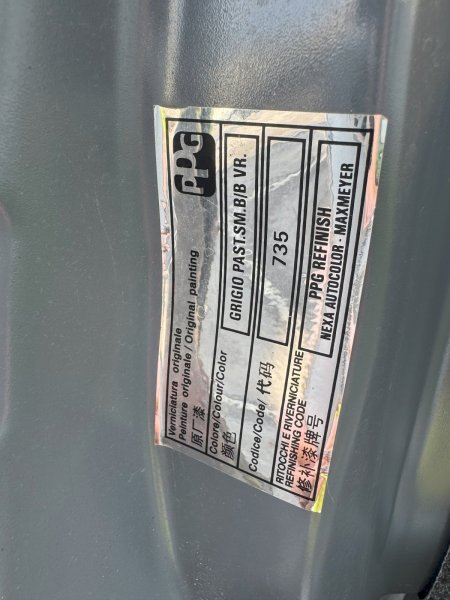 PPG
Verniciatura originale
Peinture originale/Original painting
原厂漆
Colore/Colour/Color
颜色
GRIGIO PAST.SM.B/B VR.
Codice/Code/代码
735
RITOCCHI E RIVERNICIATURE
REFINISHING CODE
修补漆牌号
PPG REFINISH
NEXA AUTOCOLOR - MAXMEYER